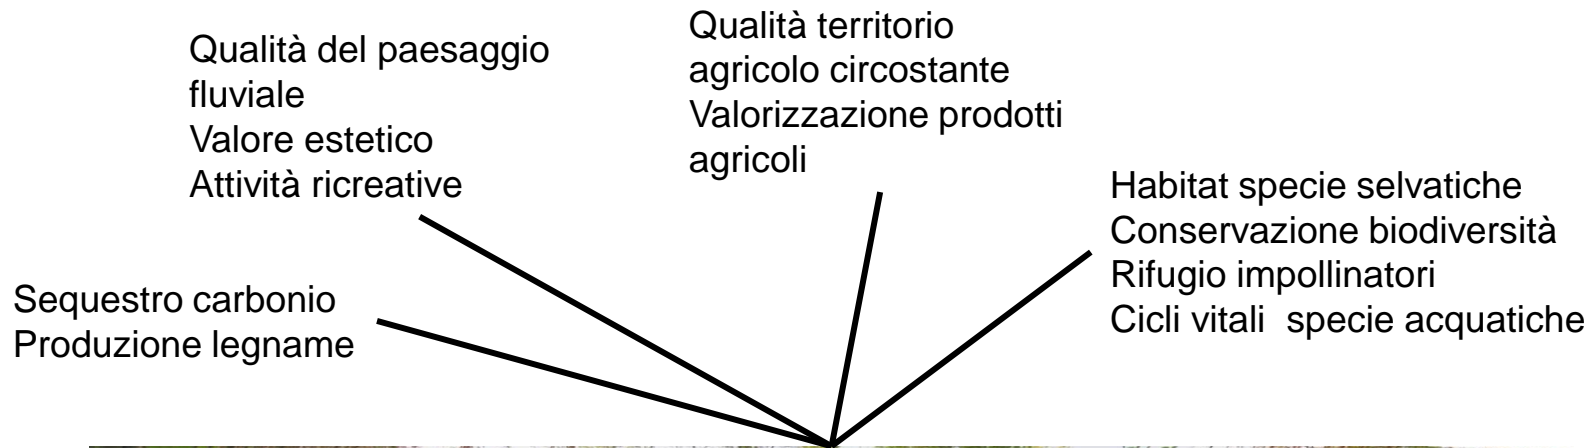 Qualità del paesaggio
fluviale
Valore estetico
Attività ricreative
Qualità territorio
agricolo circostante
Valorizzazione prodotti
agricoli
Habitat specie selvatiche
Conservazione biodiversità
Rifugio impollinatori
Cicli vitali  specie acquatiche
Sequestro carbonio
Produzione legname